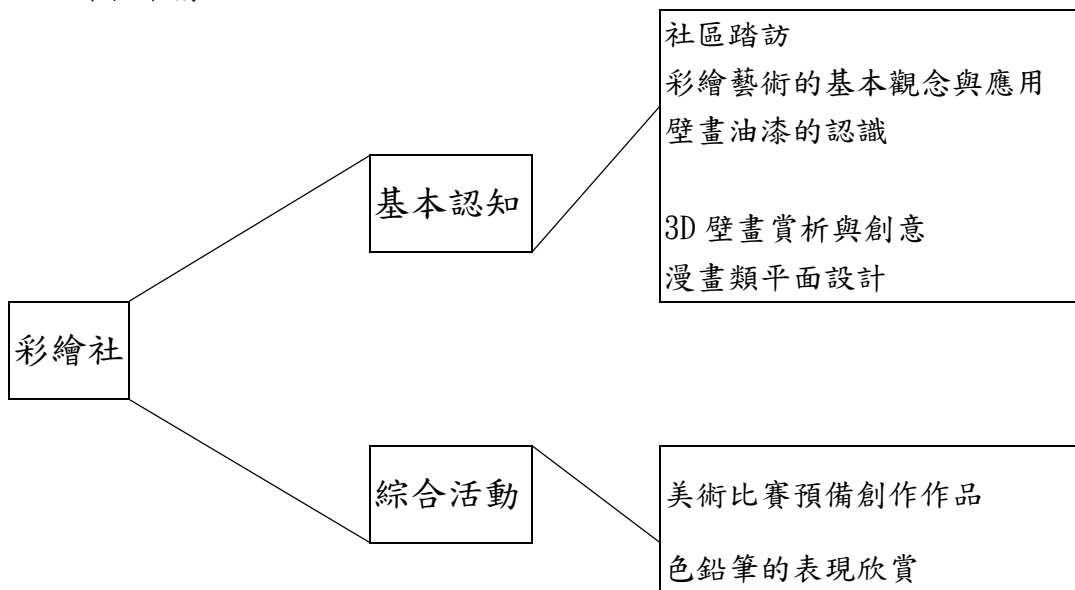 彩繪社
基本認知
社區踏訪
彩繪藝術的基本觀念與應用
壁畫油漆的認識
3D 壁畫賞析與創意
漫畫類平面設計
綜合活動
美術比賽預備創作作品
色鉛筆的表現欣賞